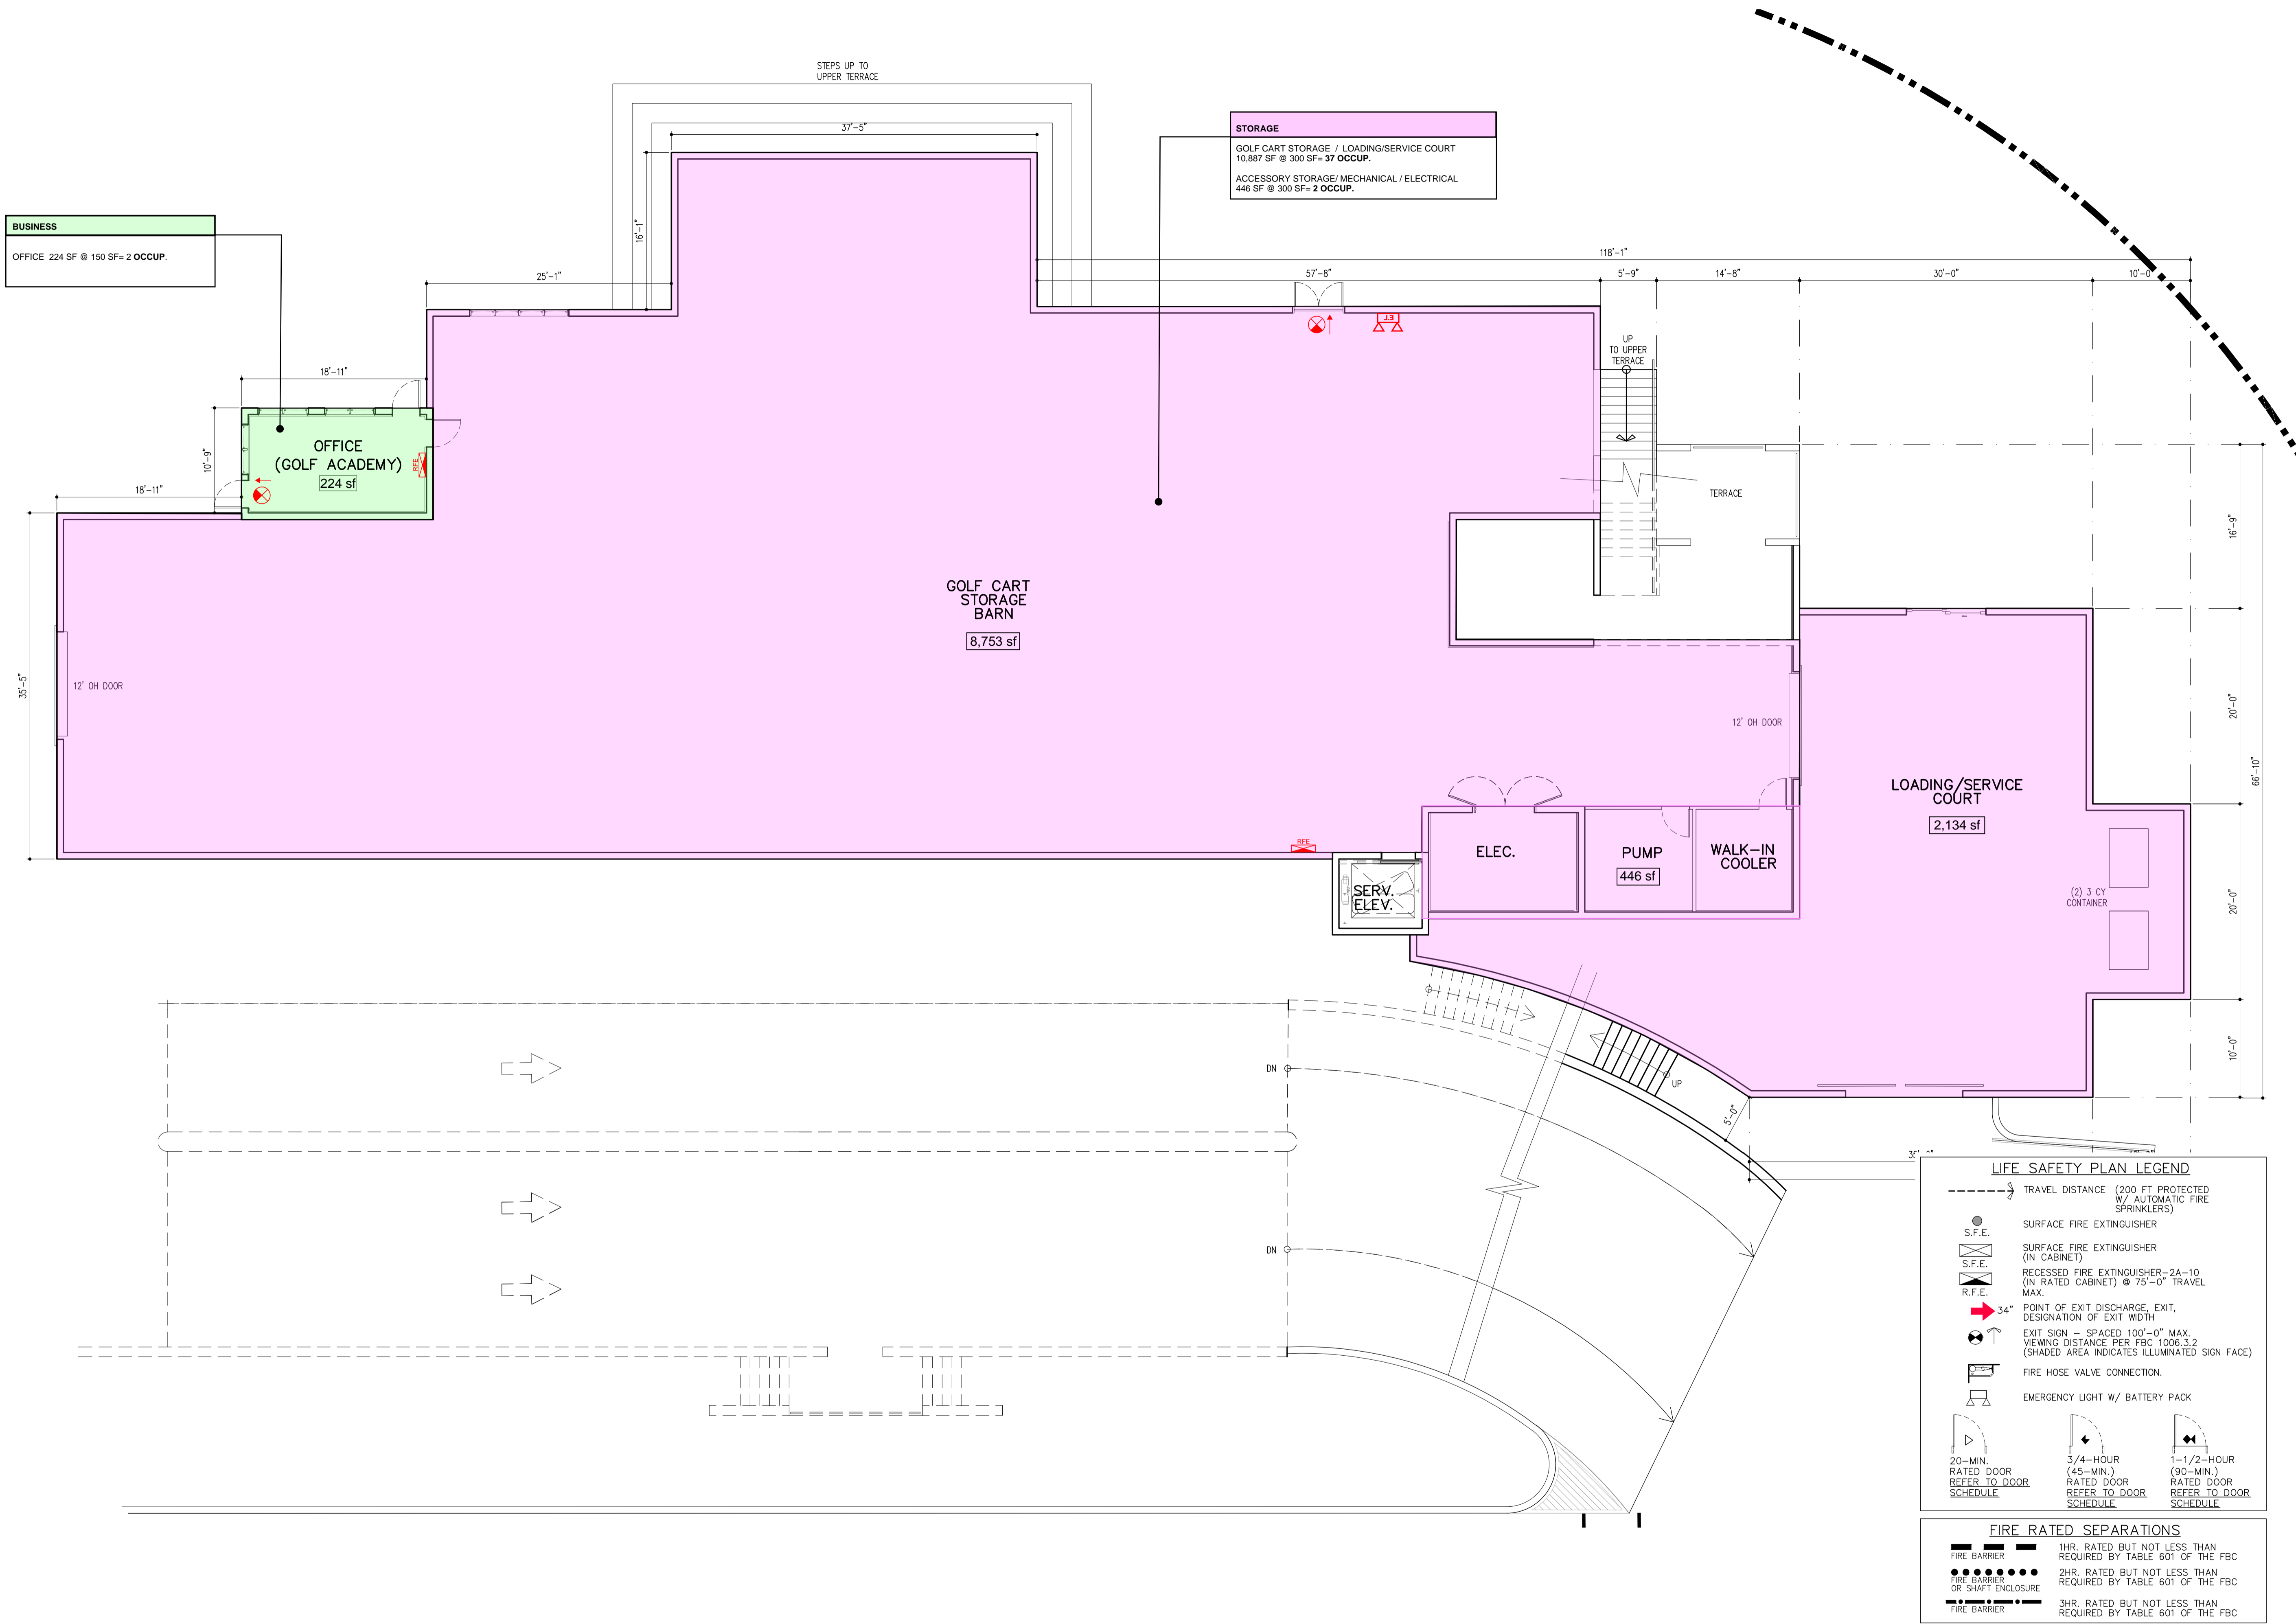 STEPS UP TO
UPPER TERRACE
37'-5"
STORAGE
GOLF CART STORAGE / LOADING/SERVICE COURT
10,887 SF @ 300 SF= 37 OCCUP.
ACCESSORY STORAGE/ MECHANICAL / ELECTRICAL
446 SF @ 300 SF= 2 OCCUP.
BUSINESS
OFFICE 224 SF @ 150 SF= 2 OCCUP.
16'-1"
118'-1"
25'-1"
57'-8"
5'-9"
14'-8"
30'-0"
10'-0
E.L
UP
TO UPPER
TERRACE
18'-11"
10'-9"
OFFICE
(GOLF ACADEMY)
224 sf
RFE
18'-11"
TERRACE
16'-9"
GOLF CART
STORAGE
BARN
8,753 sf
35'-5"
12' OH DOOR
12' OH DOOR
20'-0"
66'-10"
LOADING/SERVICE
COURT
2,134 sf
RFE
ELEC.
PUMP
446 sf
WALK-IN
COOLER
SERV.
ELEV.
(2) 3 CY
CONTAINER
20'-0"
10'-0"
DN
UP
5'-0"
DN
LIFE SAFETY PLAN LEGEND
TRAVEL DISTANCE (200 FT PROTECTED
W/ AUTOMATIC FIRE
SPRINKLERS)
S.F.E.
SURFACE FIRE EXTINGUISHER
S.F.E.
SURFACE FIRE EXTINGUISHER
(IN CABINET)
R.F.E.
RECESSED FIRE EXTINGUISHER-2A-10
(IN RATED CABINET) @ 75'-0" TRAVEL
MAX.
34"
POINT OF EXIT DISCHARGE, EXIT,
DESIGNATION OF EXIT WIDTH
EXIT SIGN - SPACED 100'-0" MAX.
VIEWING DISTANCE PER FBC 1006.3.2
(SHADED AREA INDICATES ILLUMINATED SIGN FACE)
FIRE HOSE VALVE CONNECTION.
EMERGENCY LIGHT W/ BATTERY PACK
20-MIN.
RATED DOOR
REFER TO DOOR
SCHEDULE
3/4-HOUR
(45-MIN.)
RATED DOOR
REFER TO DOOR
SCHEDULE
1-1/2-HOUR
(90-MIN.)
RATED DOOR
REFER TO DOOR
SCHEDULE
FIRE RATED SEPARATIONS
FIRE BARRIER
1HR. RATED BUT NOT LESS THAN
REQUIRED BY TABLE 601 OF THE FBC
FIRE BARRIER
OR SHAFT ENCLOSURE
2HR. RATED BUT NOT LESS THAN
REQUIRED BY TABLE 601 OF THE FBC
FIRE BARRIER
3HR. RATED BUT NOT LESS THAN
REQUIRED BY TABLE 601 OF THE FBC